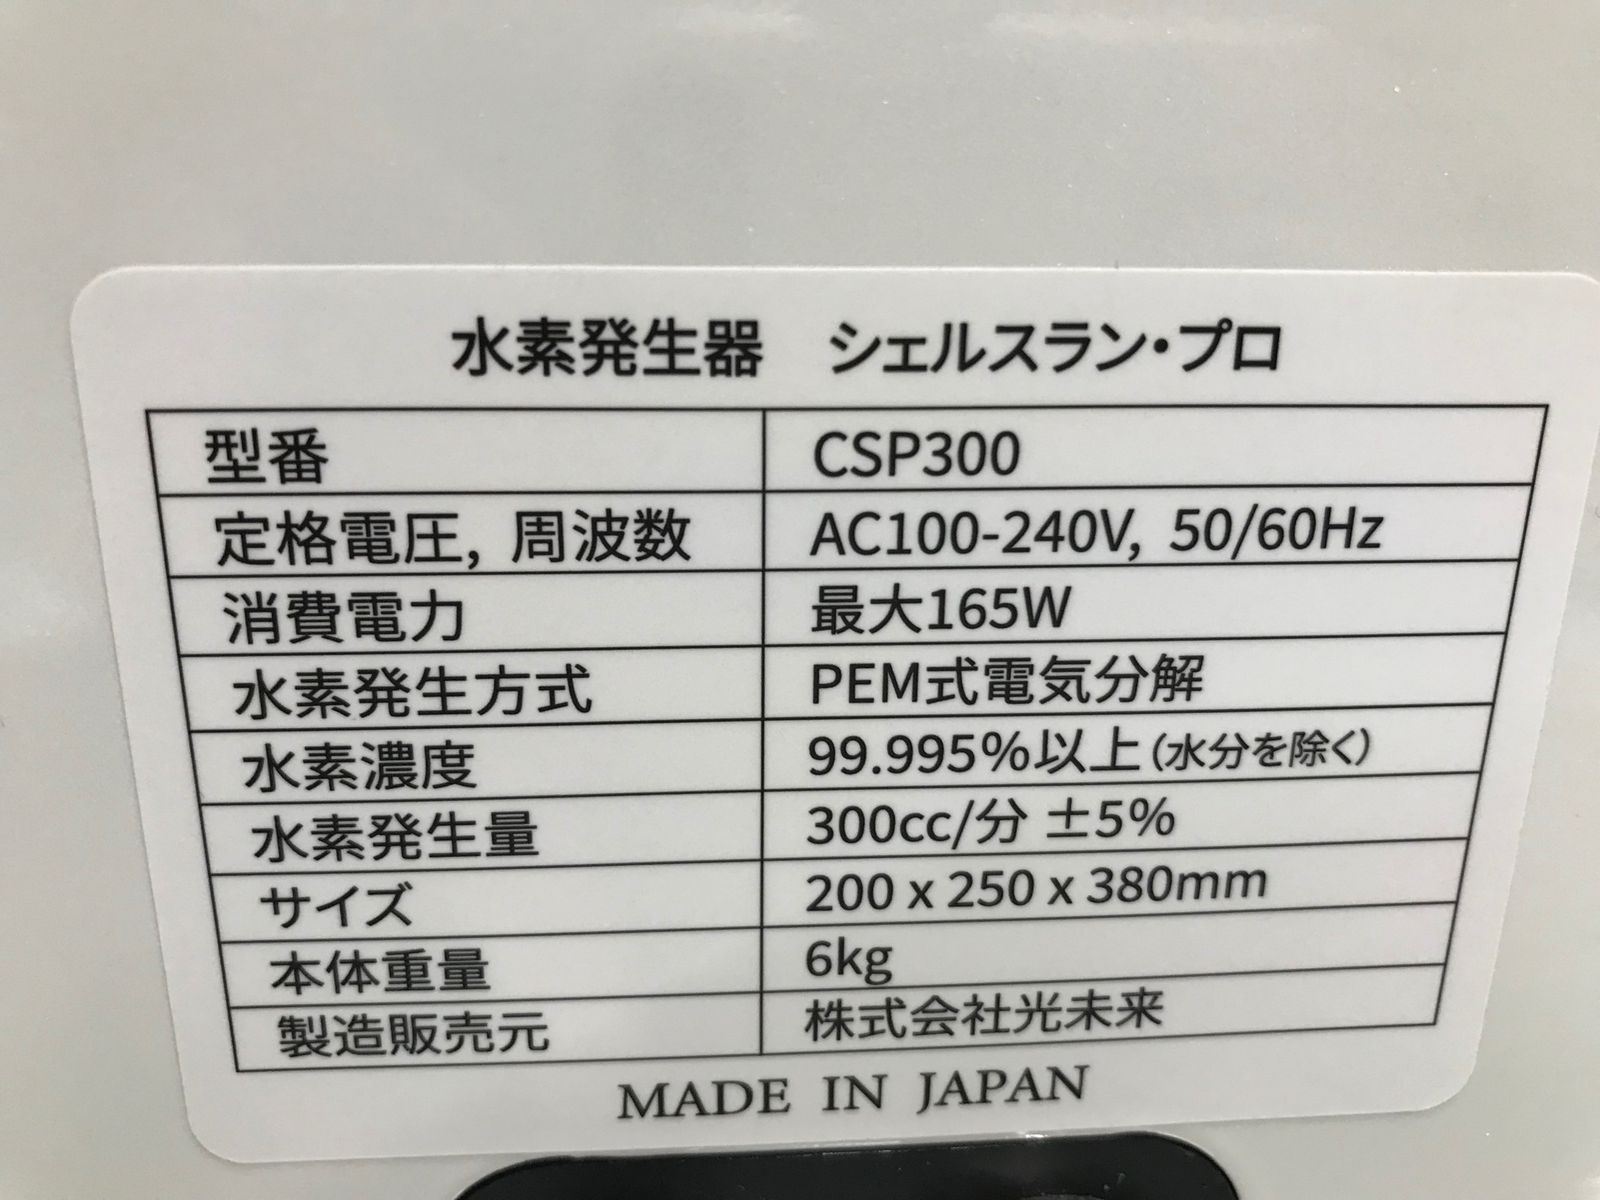 水素発生器　シェルスラン・プロ
型番 CSP300
定格電圧, 周波数 AC100-240V, 50/60Hz
消費電力 最大165W
水素発生方式 PEM式電気分解
水素濃度 99.995%以上（水分を除く）
水素発生量 300cc/分 ±5%
サイズ 200 x 250 x 380mm
本体重量 6kg
製造販売元 株式会社光未来
MADE IN JAPAN